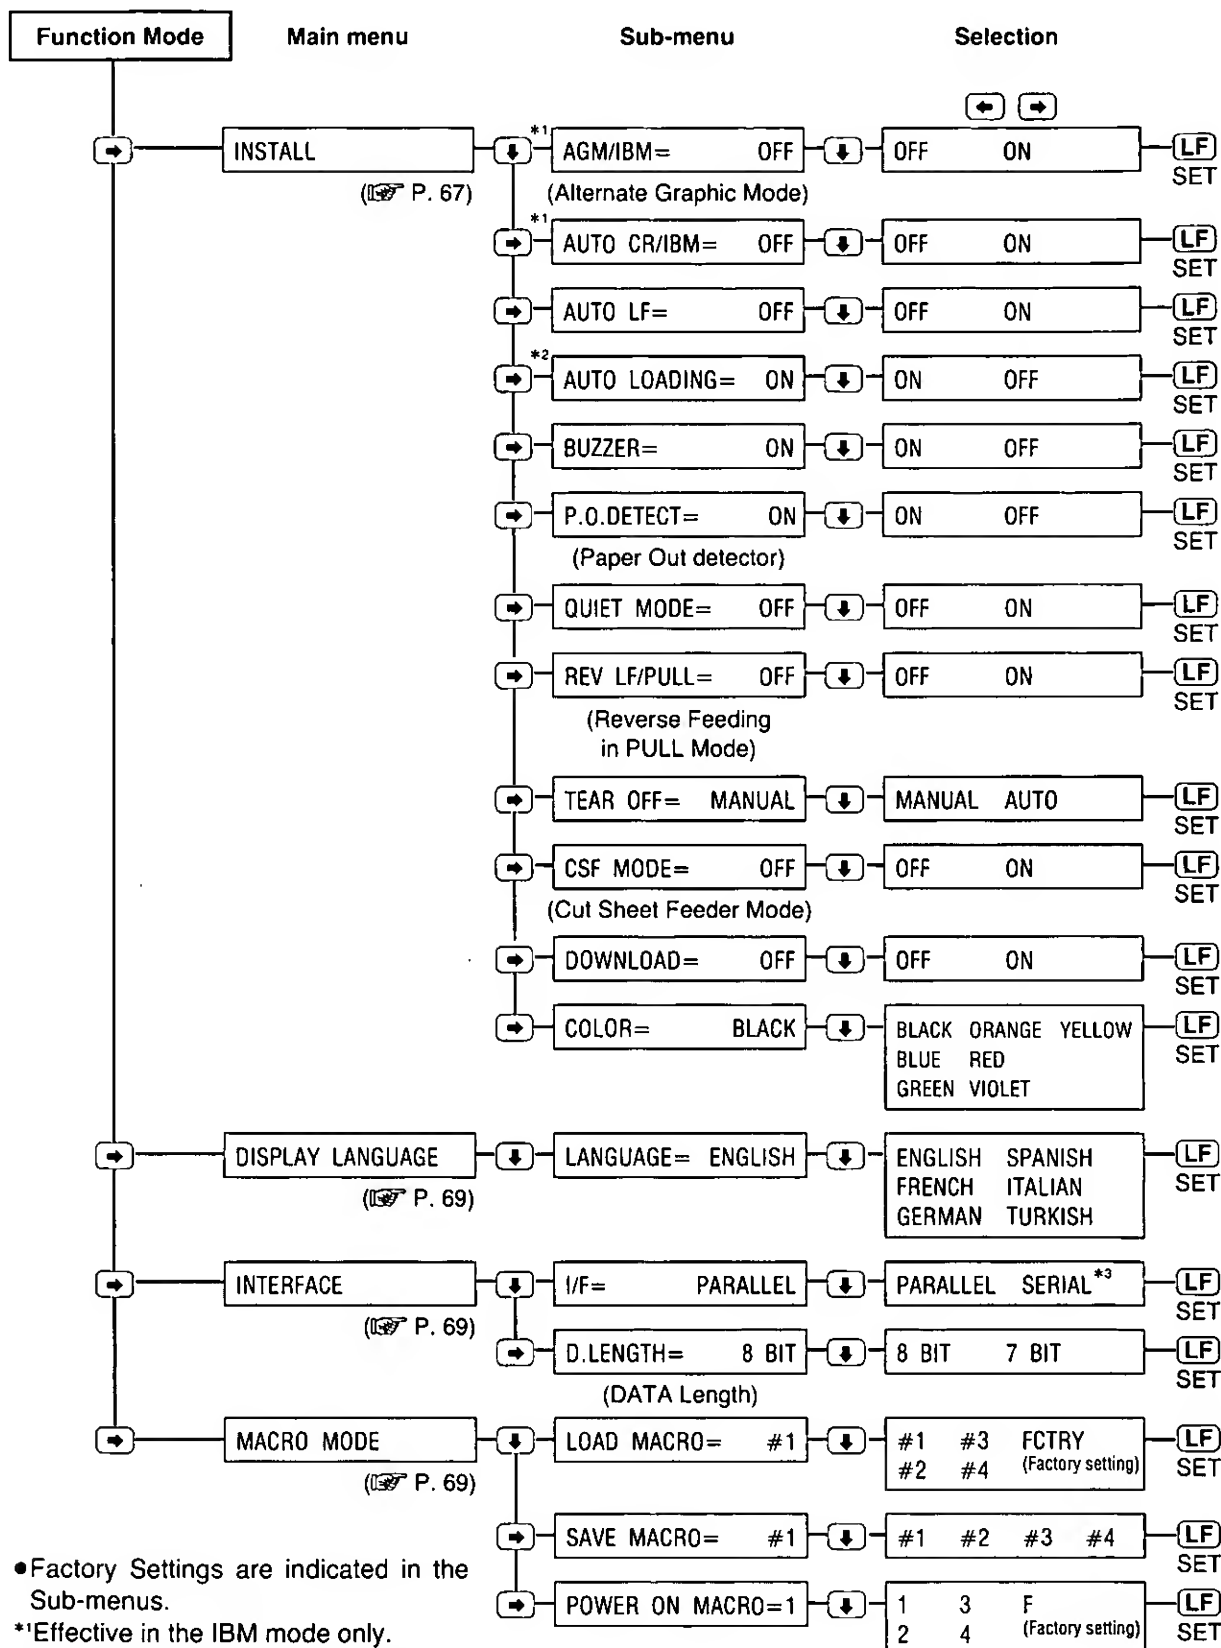 Function Mode Main menu Sub-menu Selection
INSTALL *1 AGM/IBM= OFF OFF ON LF
SET
(☞ P. 67) (Alternate Graphic Mode)
*1 AUTO CR/IBM= OFF OFF ON LF
SET
AUTO LF= OFF OFF ON LF
SET
*2 AUTO LOADING= ON ON OFF LF
SET
BUZZER= ON ON OFF LF
SET
P.O.DETECT= ON ON OFF LF
SET
(Paper Out detector)
QUIET MODE= OFF OFF ON LF
SET
REV LF/PULL= OFF OFF ON LF
SET
(Reverse Feeding
in PULL Mode)
TEAR OFF= MANUAL MANUAL AUTO LF
SET
CSF MODE= OFF OFF ON LF
SET
(Cut Sheet Feeder Mode)
DOWNLOAD= OFF OFF ON LF
SET
COLOR= BLACK BLACK ORANGE YELLOW LF
BLUE RED SET
GREEN VIOLET
DISPLAY LANGUAGE LANGUAGE= ENGLISH ENGLISH SPANISH LF
(☞ P. 69) FRENCH ITALIAN SET
GERMAN TURKISH
INTERFACE I/F= PARALLEL PARALLEL SERIAL*3 LF
SET
(☞ P. 69)
D.LENGTH= 8 BIT 8 BIT 7 BIT LF
SET
(DATA Length)
MACRO MODE LOAD MACRO= #1 #1 #3 FCTRY LF
(☞ P. 69) #2 #4 (Factory setting) SET
SAVE MACRO= #1 #1 #2 #3 #4 LF
SET
POWER ON MACRO=1 1 3 F LF
2 4 (Factory setting) SET
●Factory Settings are indicated in the
Sub-menus.
*1Effective in the IBM mode only.